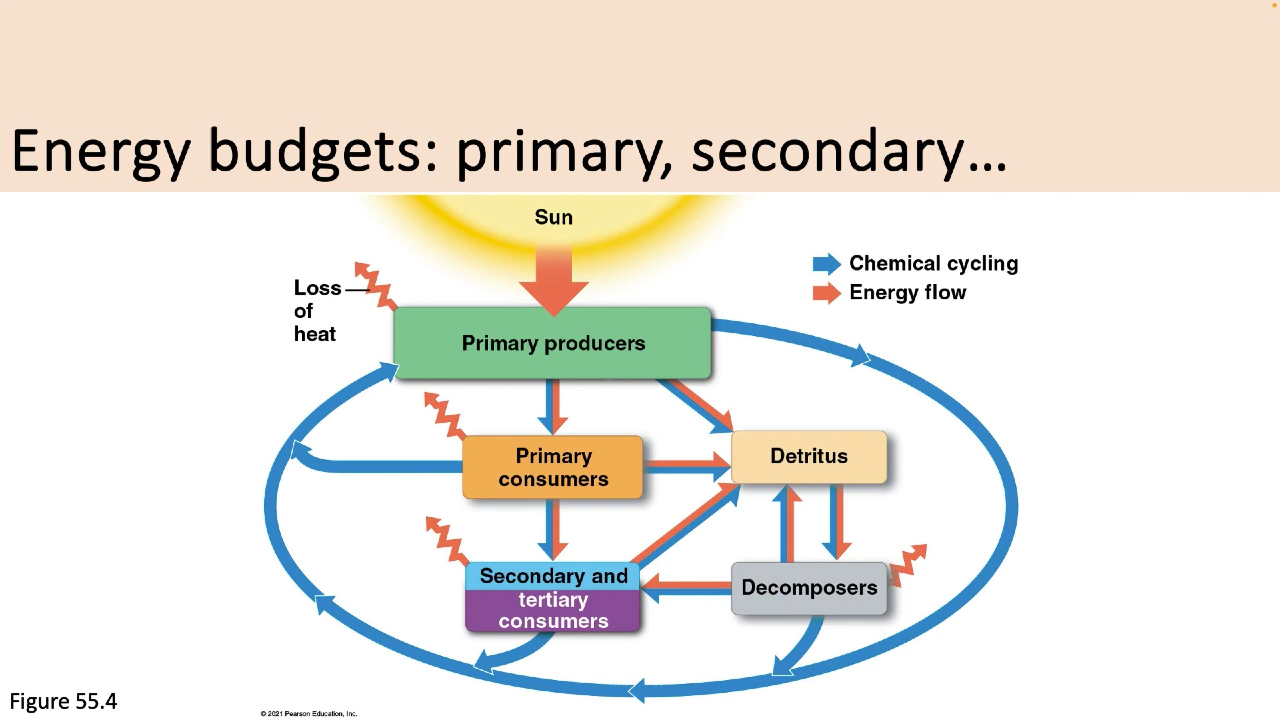 Energy budgets: primary, secondary…
Sun
Chemical cycling
Energy flow
Loss
of
heat
Primary producers
Primary
consumers
Detritus
Secondary and
tertiary
consumers
Decomposers
Figure 55.4
© 2021 Pearson Education, Inc.